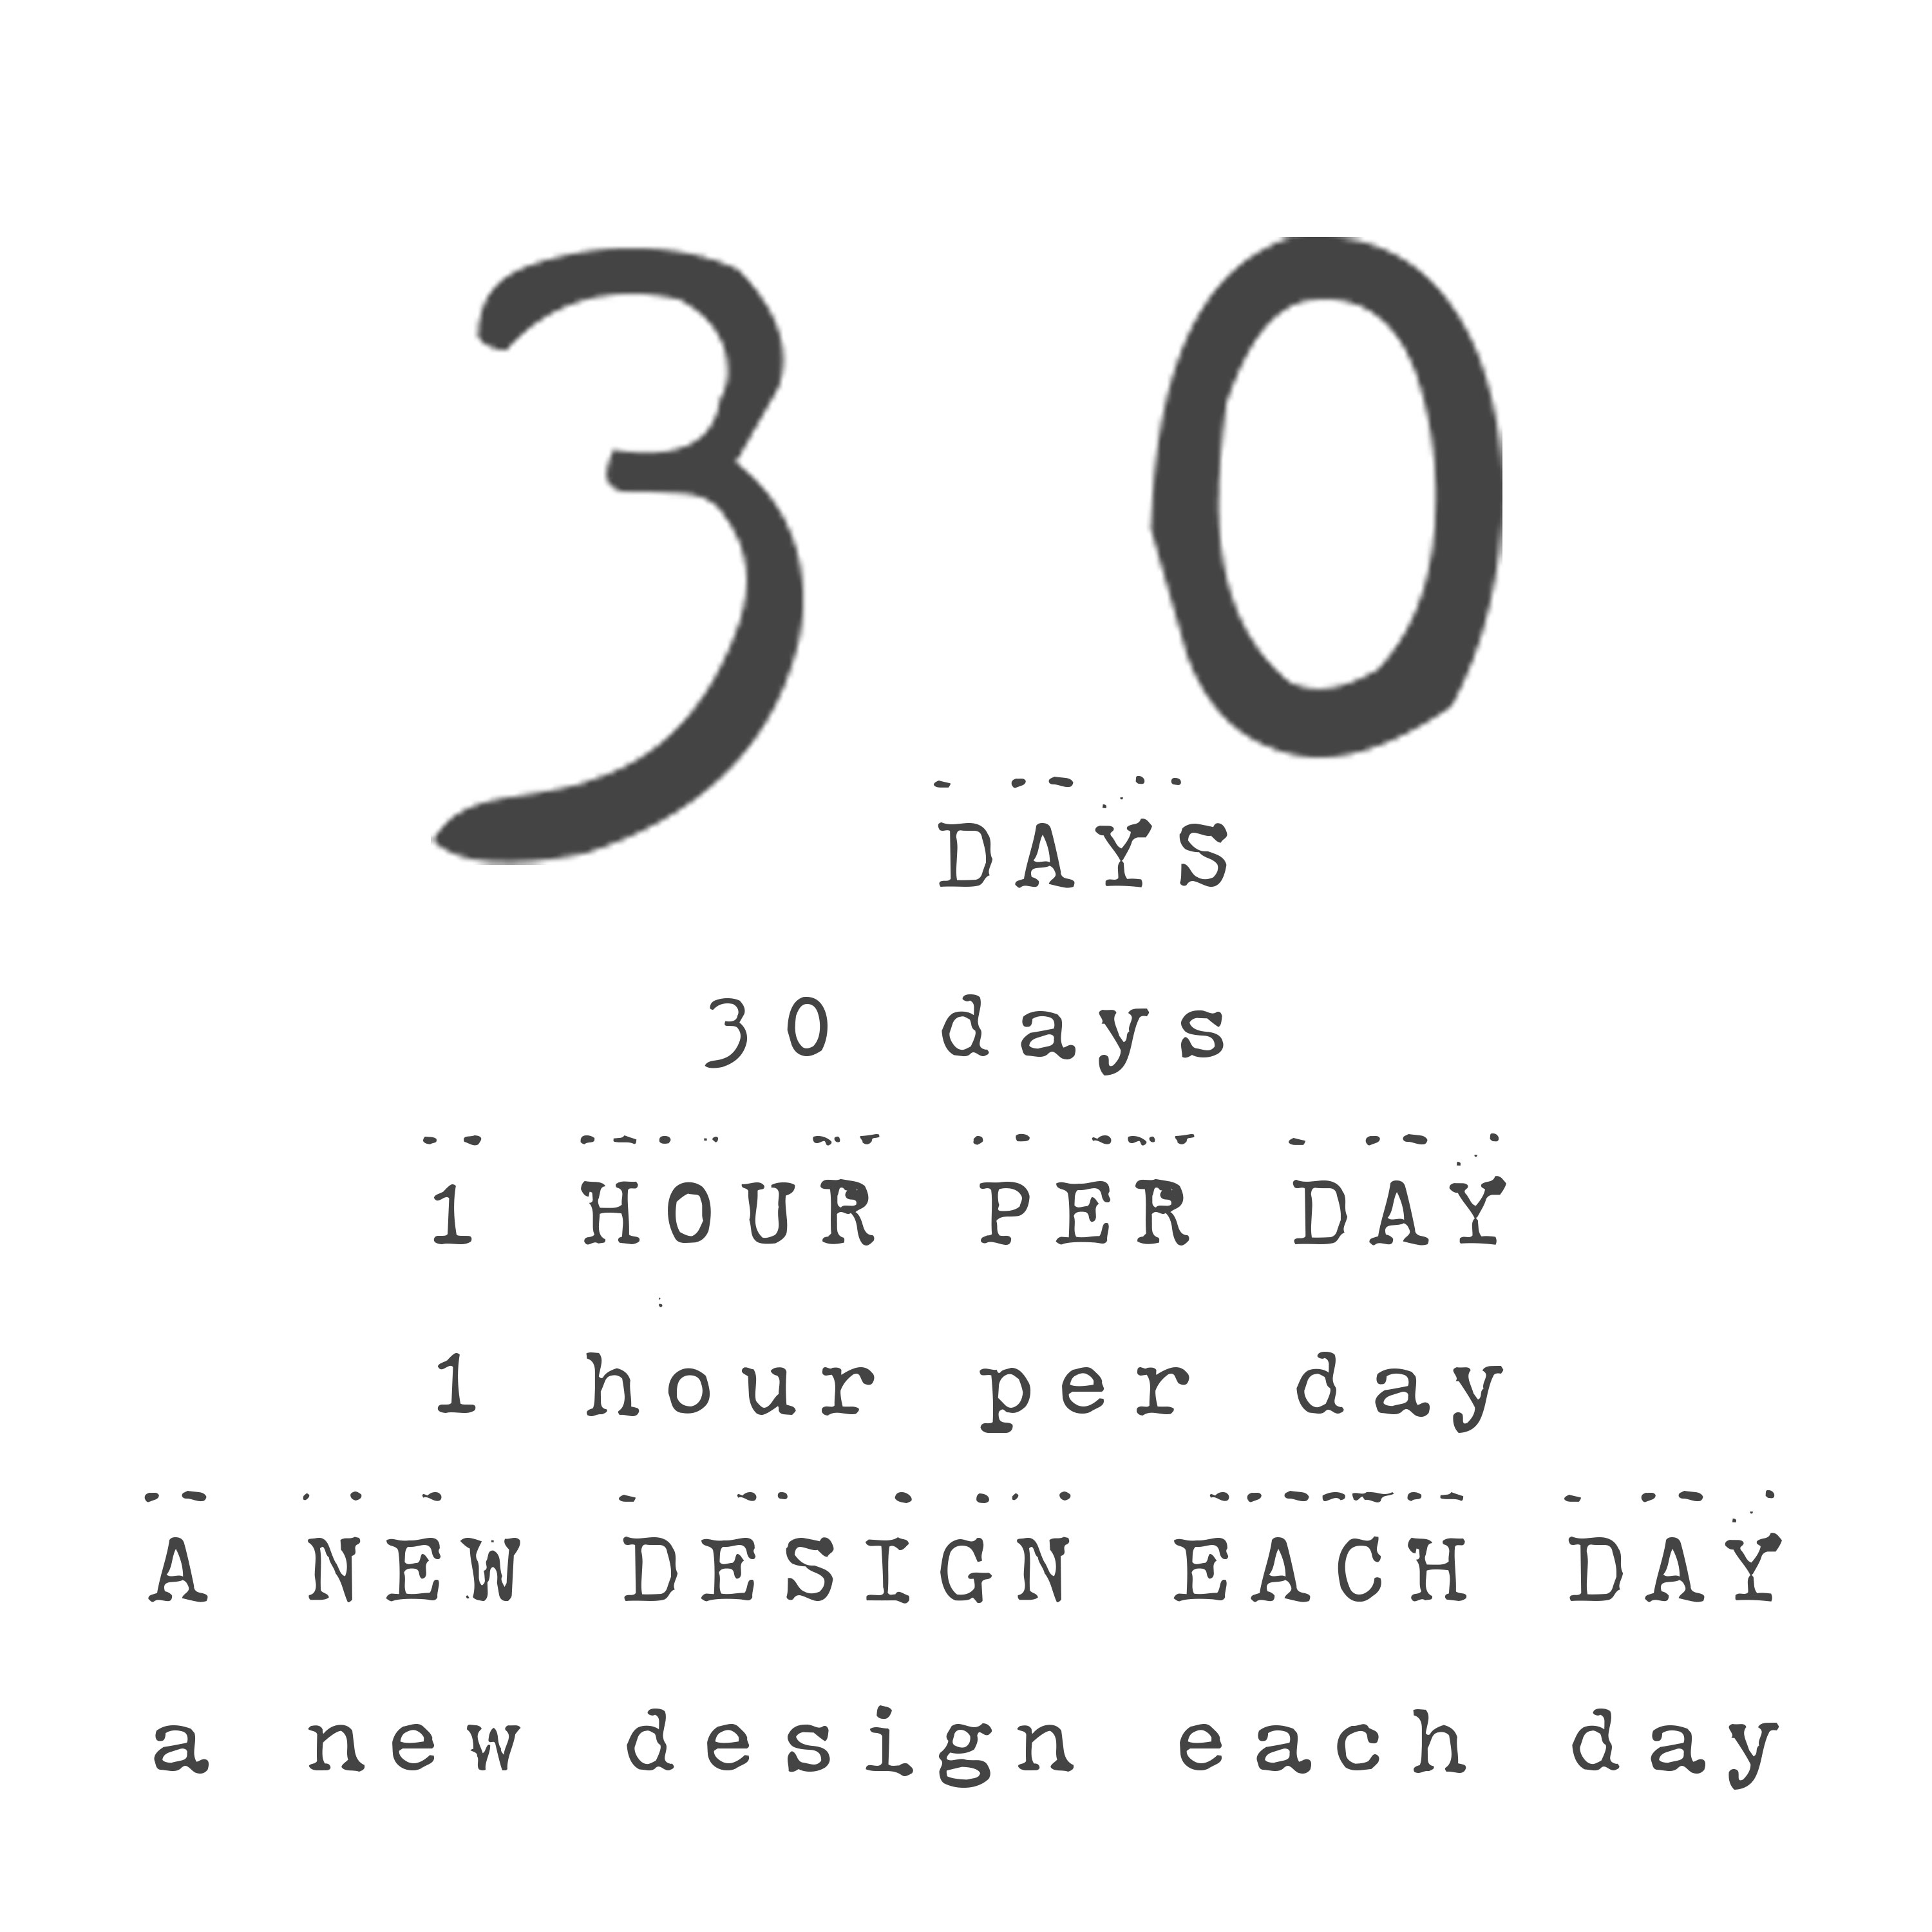 30
DAYS
30 days
1 HOUR PER DAY
1 hour per day
A NEW DESIGN EACH DAY
a new design each day